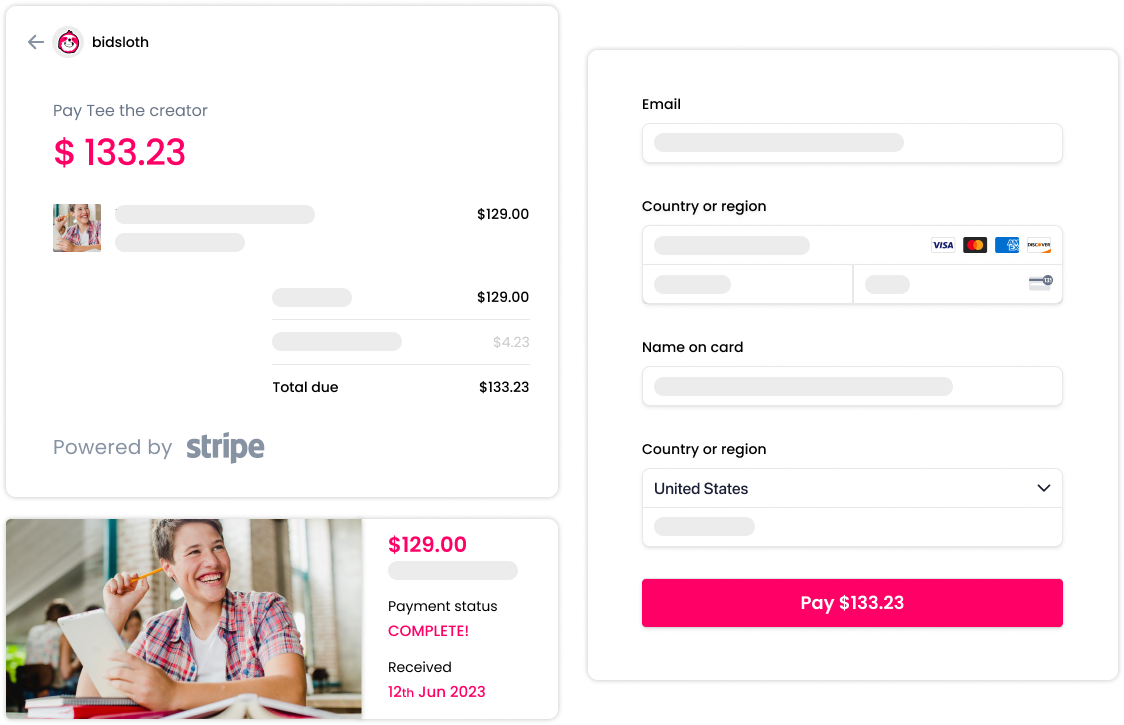 bidsloth
Pay Tee the creator
$ 133.23
$129.00
$129.00
$4.23
Total due $133.23
Powered by stripe
$129.00
Payment status
COMPLETE!
Received
12th Jun 2023
Email
Country or region
VISA AMEX DISCOVER
123
Name on card
Country or region
United States
Pay $133.23